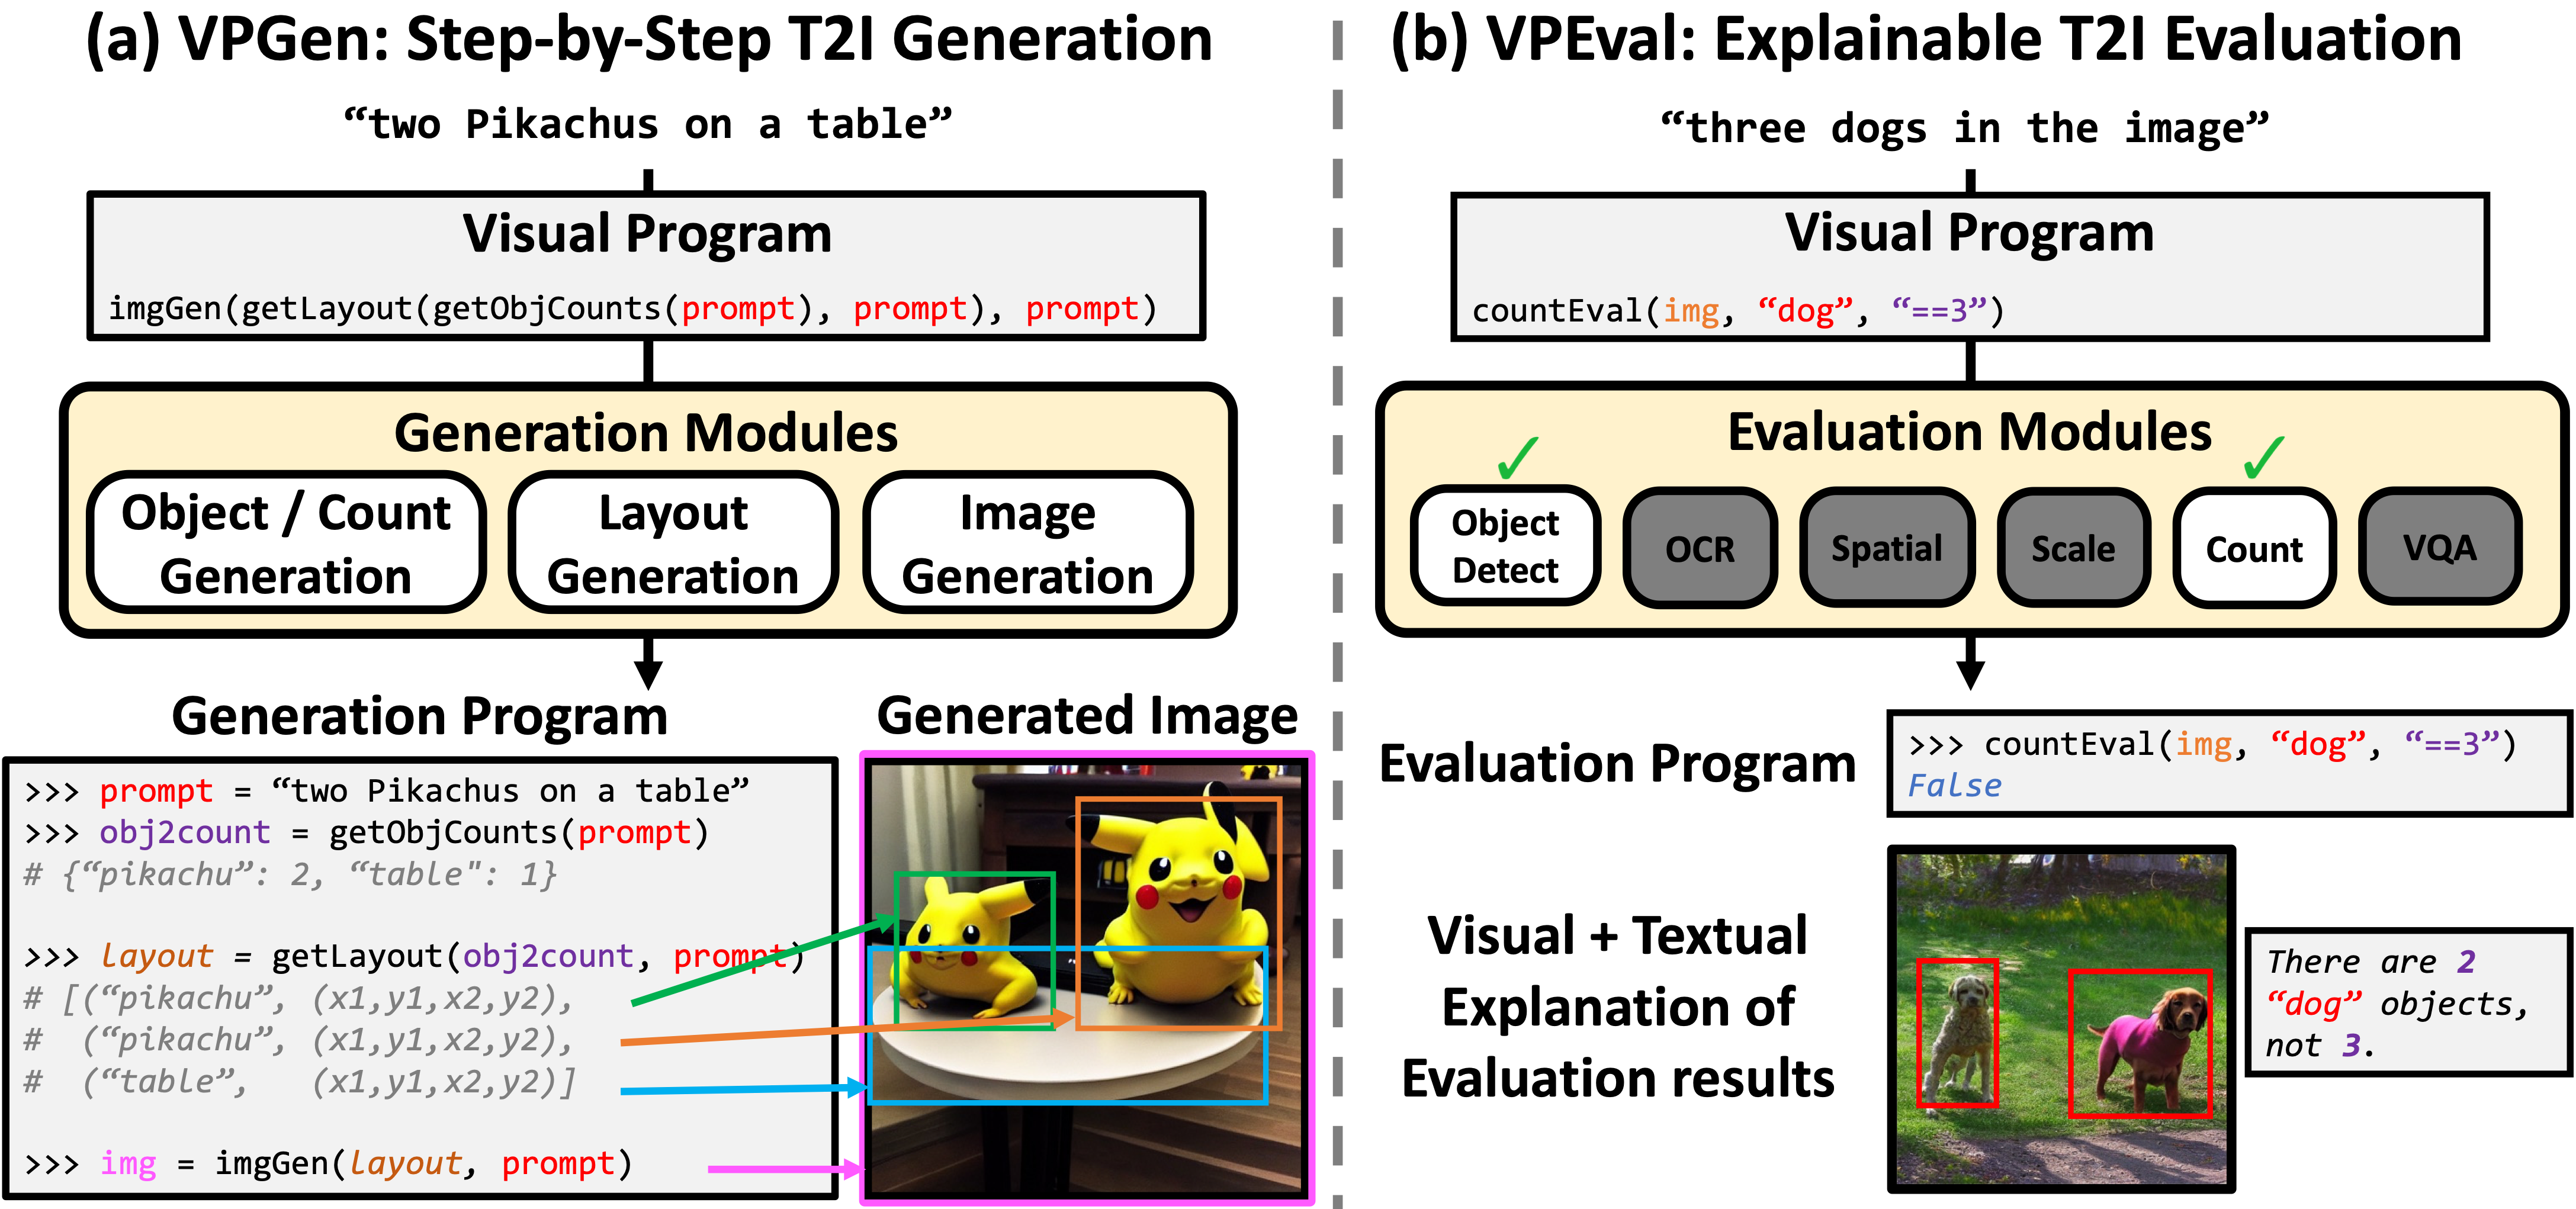 (a) VPGen: Step-by-Step T2I Generation
“two Pikachus on a table”
Visual Program
imgGen(getLayout(getObjCounts(prompt), prompt), prompt)
Generation Modules
Object / Count
Generation
Layout
Generation
Image
Generation
Generation Program
>>> prompt = “two Pikachus on a table”
>>> obj2count = getObjCounts(prompt)
# {“pikachu”: 2, “table": 1}
>>> layout = getLayout(obj2count, prompt)
# [(“pikachu”, (x1,y1,x2,y2),
#  (“pikachu”, (x1,y1,x2,y2),
#  (“table”,   (x1,y1,x2,y2)]
>>> img = imgGen(layout, prompt)
Generated Image
(b) VPEval: Explainable T2I Evaluation
“three dogs in the image”
Visual Program
countEval(img, “dog”, “==3”)
Evaluation Modules
Object
Detect
OCR
Spatial
Scale
Count
VQA
Evaluation Program
>>> countEval(img, “dog”, “==3”)
False
Visual + Textual
Explanation of
Evaluation results
There are 2
“dog” objects,
not 3.